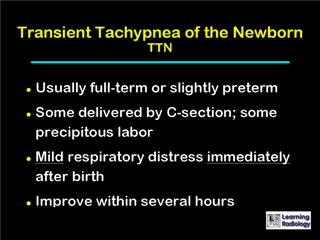 Transient Tachypnea of the Newborn
TTN
Usually full-term or slightly preterm
Some delivered by C-section; some
precipitous labor
Mild respiratory distress immediately
after birth
Improve within several hours
Learning
Radiology